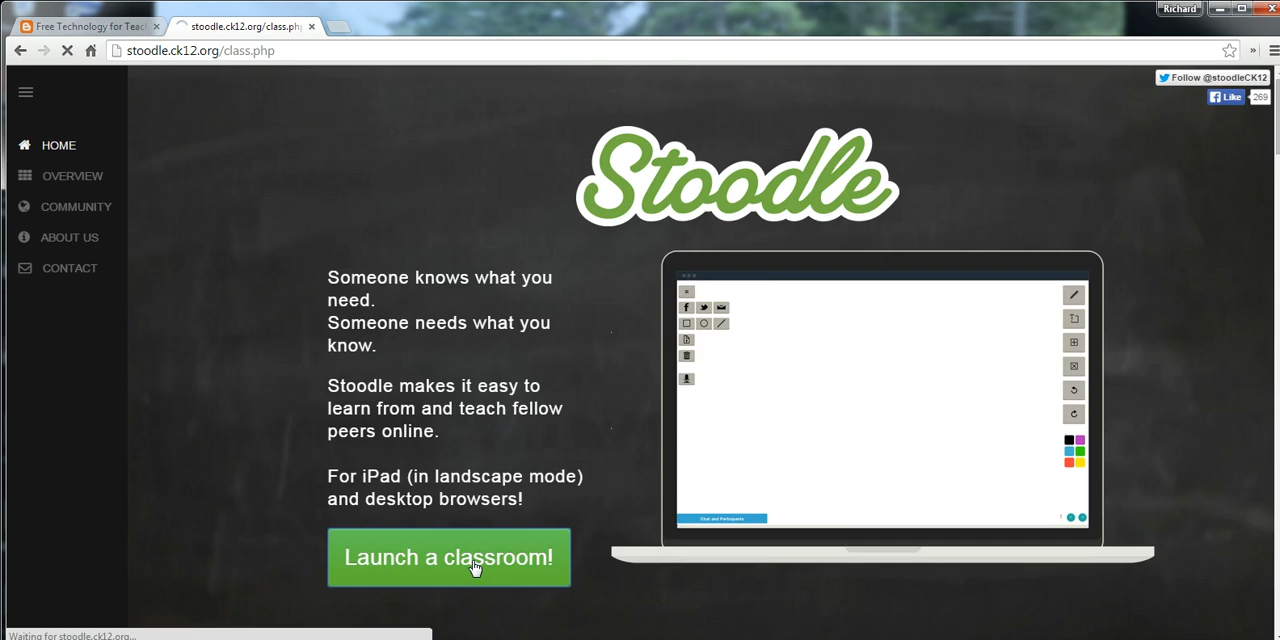 Richard
Free Technology for Teac
stoodle.ck12.org/class.ph
stoodle.ck12.org/class.php
Follow @stoodleCK12
Like
269
HOME
OVERVIEW
COMMUNITY
ABOUT US
CONTACT
Stoodle
Someone knows what you
need.
Someone needs what you
know.
Stoodle makes it easy to
learn from and teach fellow
peers online.
For iPad (in landscape mode)
and desktop browsers!
Launch a classroom!
Chat and Participants
Waiting for stoodle.ck12.org...